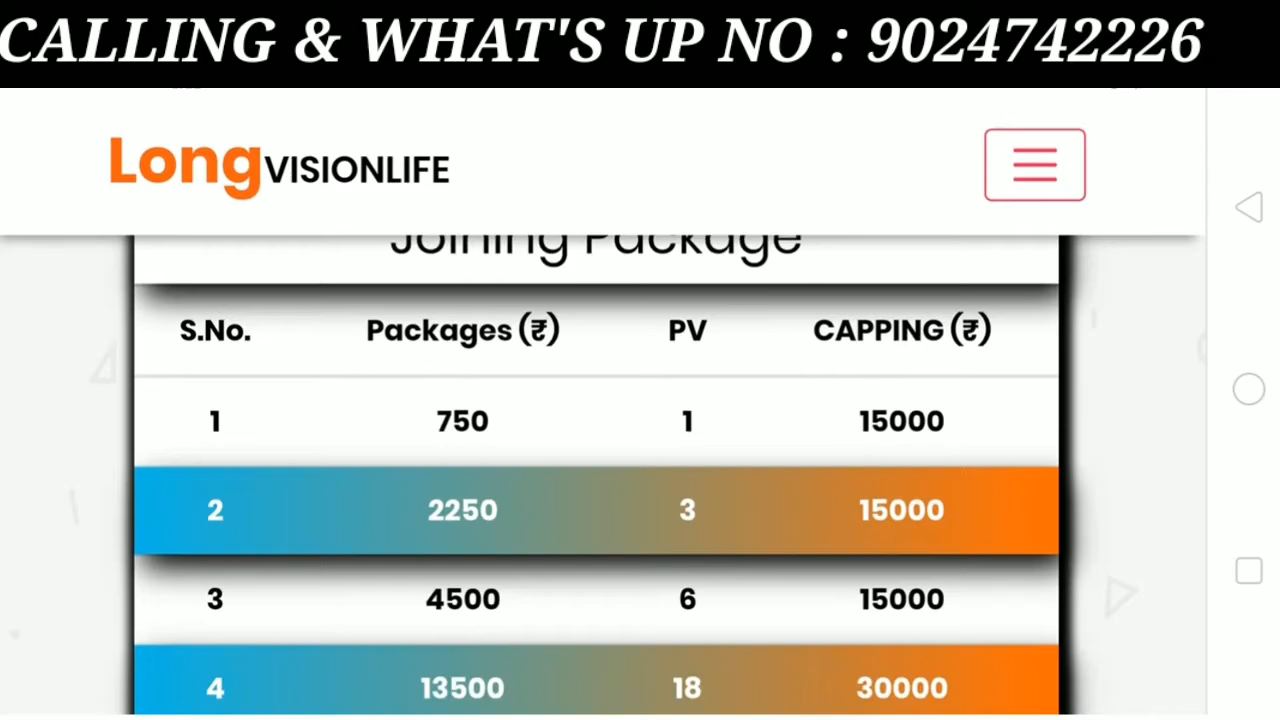 CALLING & WHAT'S UP NO : 9024742226
LongVISIONLIFE
Joining Package
S.No. Packages (₹) PV CAPPING (₹)
1 750 1 15000
2 2250 3 15000
3 4500 6 15000
4 13500 18 30000